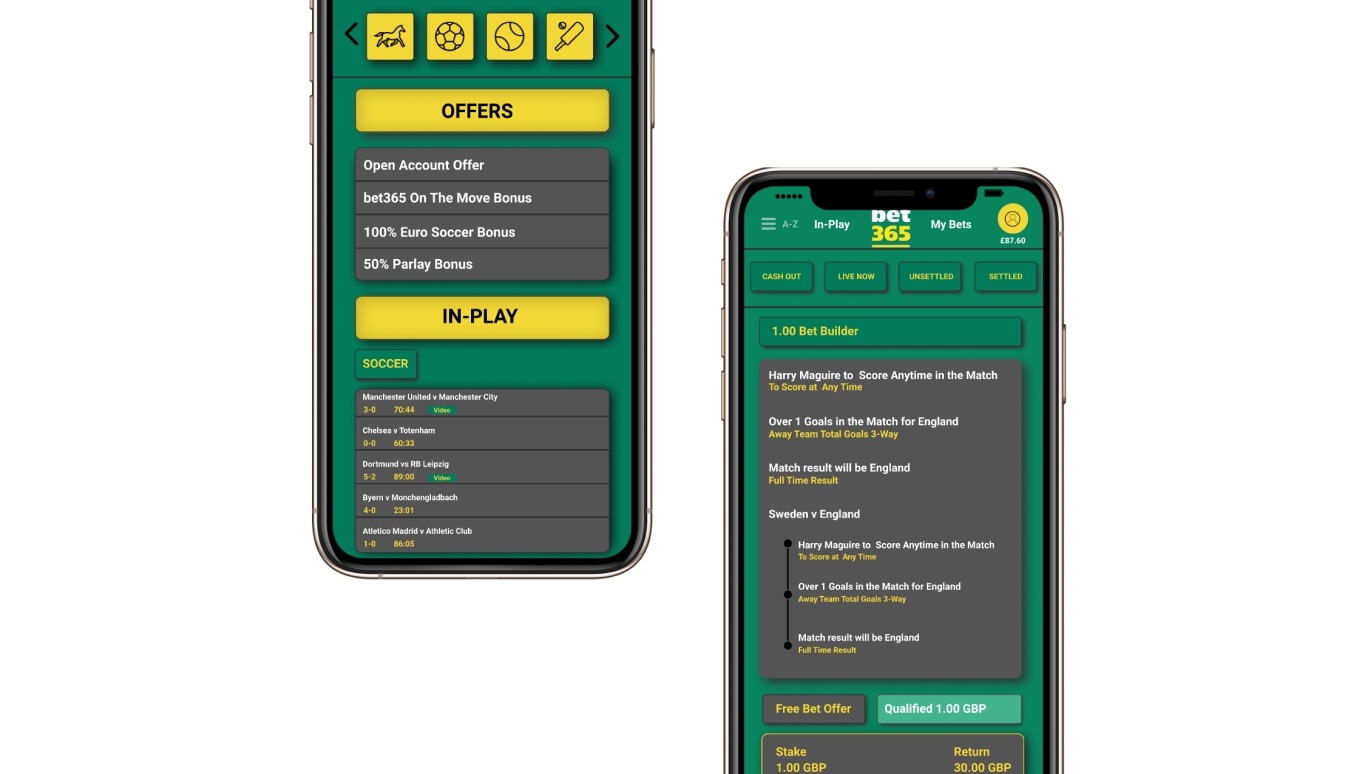 OFFERS
Open Account Offer
bet365 On The Move Bonus
100% Euro Soccer Bonus
50% Parlay Bonus
IN-PLAY
SOCCER
Manchester United v Manchester City
3-0 70:44 Video
Chelsea v Totenham
0-0 60:33
Dortmund vs RB Leipzig
5-2 89:00 Video
Byern v Monchengladbach
4-0 23:01
Atletico Madrid v Athletic Club
1-0 86:05
A-Z In-Play bet My Bets
365
£87.60
CASH OUT LIVE NOW UNSETTLED SETTLED
1.00 Bet Builder
Harry Maguire to Score Anytime in the Match
To Score at Any Time
Over 1 Goals in the Match for England
Away Team Total Goals 3-Way
Match result will be England
Full Time Result
Sweden v England
Harry Maguire to Score Anytime in the Match
To Score at Any Time
Over 1 Goals in the Match for England
Away Team Total Goals 3-Way
Match result will be England
Full Time Result
Free Bet Offer Qualified 1.00 GBP
Stake Return
1.00 GBP 30.00 GBP